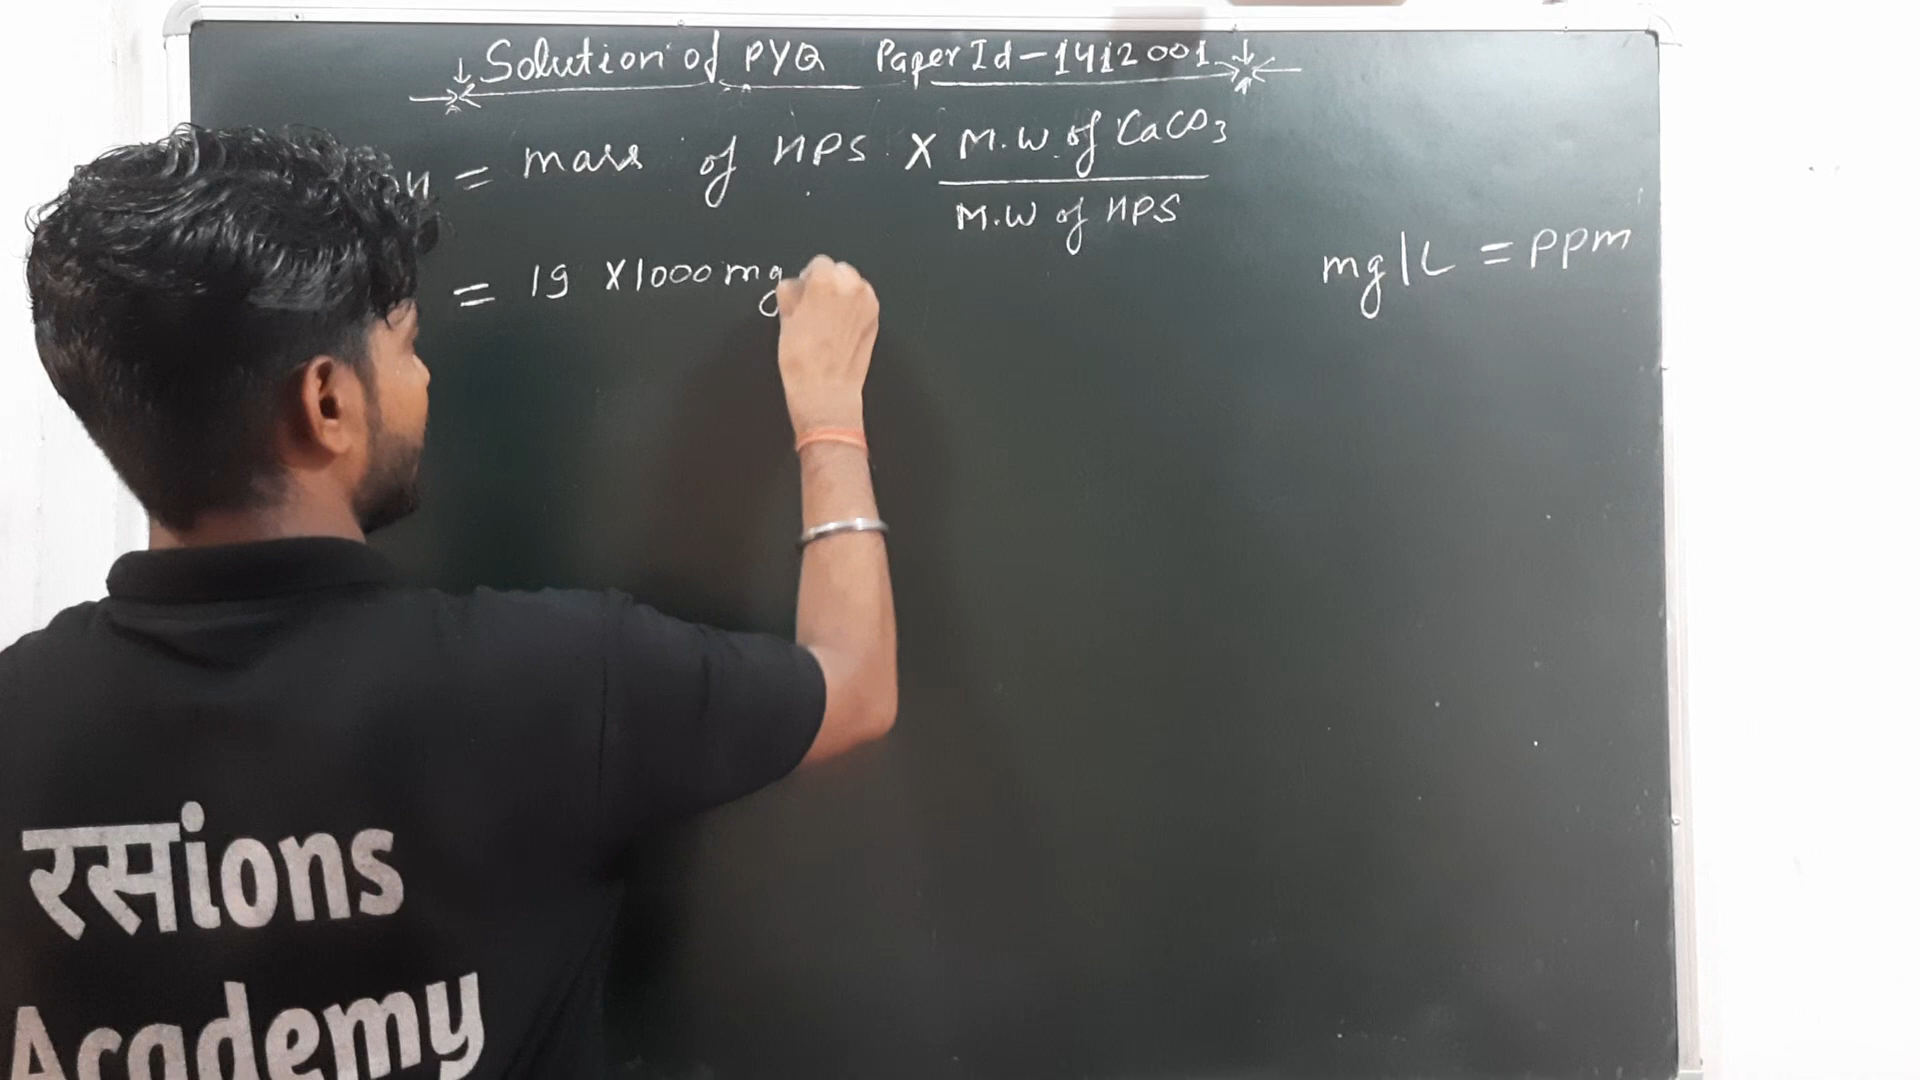 Solution of PYQ Paper Id-1412001
= mass of HPS × M.W of CaCO3
M.W of HPS
mg/L = PPm
= 19 ×1000mg
रसions
Academy